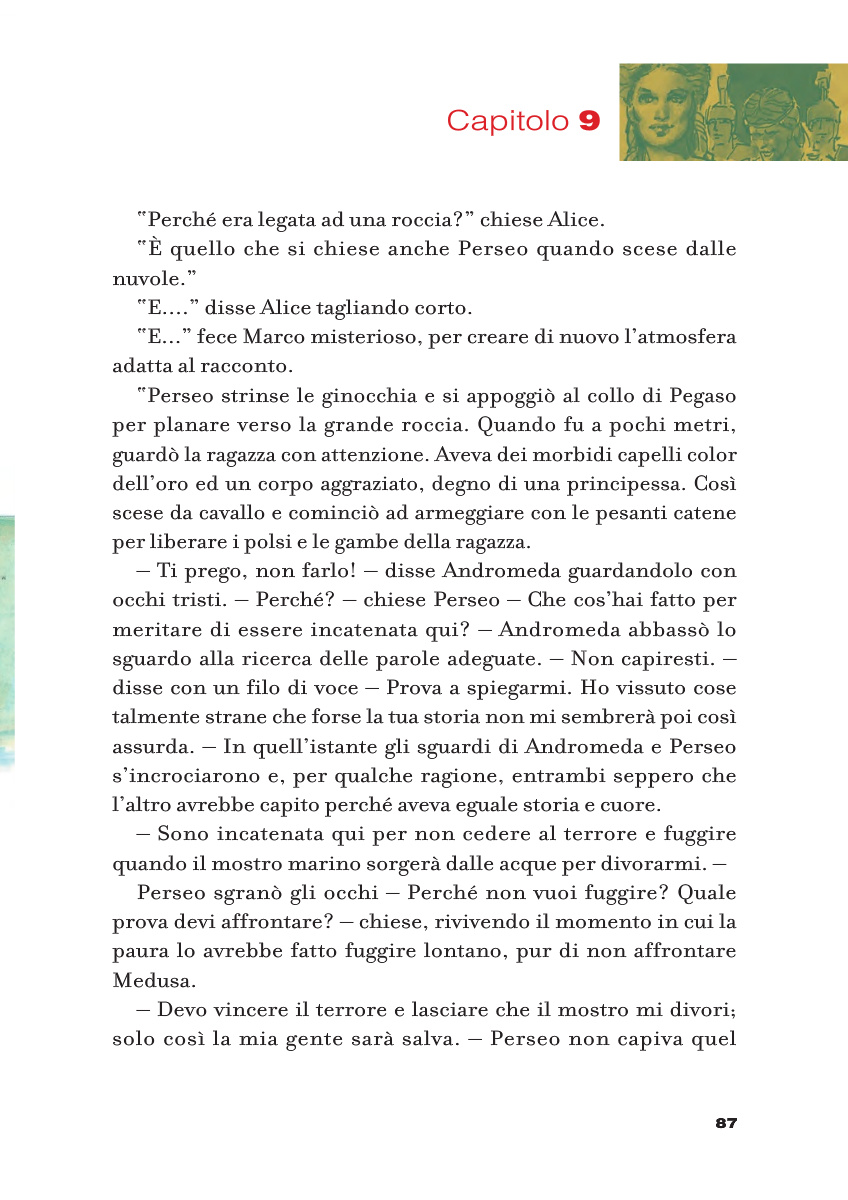 Capitolo 9
“Perché era legata ad una roccia?” chiese Alice.
“È quello che si chiese anche Perseo quando scese dalle
nuvole.”
“E....” disse Alice tagliando corto.
“E...” fece Marco misterioso, per creare di nuovo l’atmosfera
adatta al racconto.
“Perseo strinse le ginocchia e si appoggiò al collo di Pegaso
per planare verso la grande roccia. Quando fu a pochi metri,
guardò la ragazza con attenzione. Aveva dei morbidi capelli color
dell’oro ed un corpo aggraziato, degno di una principessa. Così
scese da cavallo e cominciò ad armeggiare con le pesanti catene
per liberare i polsi e le gambe della ragazza.
– Ti prego, non farlo! – disse Andromeda guardandolo con
occhi tristi. – Perché? – chiese Perseo – Che cos’hai fatto per
meritare di essere incatenata qui? – Andromeda abbassò lo
sguardo alla ricerca delle parole adeguate. – Non capiresti. –
disse con un filo di voce – Prova a spiegarmi. Ho vissuto cose
talmente strane che forse la tua storia non mi sembrerà poi così
assurda. – In quell’istante gli sguardi di Andromeda e Perseo
s’incrociarono e, per qualche ragione, entrambi seppero che
l’altro avrebbe capito perché aveva eguale storia e cuore.
– Sono incatenata qui per non cedere al terrore e fuggire
quando il mostro marino sorgerà dalle acque per divorarmi. –
Perseo sgranò gli occhi – Perché non vuoi fuggire? Quale
prova devi affrontare? – chiese, rivivendo il momento in cui la
paura lo avrebbe fatto fuggire lontano, pur di non affrontare
Medusa.
– Devo vincere il terrore e lasciare che il mostro mi divori;
solo così la mia gente sarà salva. – Perseo non capiva quel
87